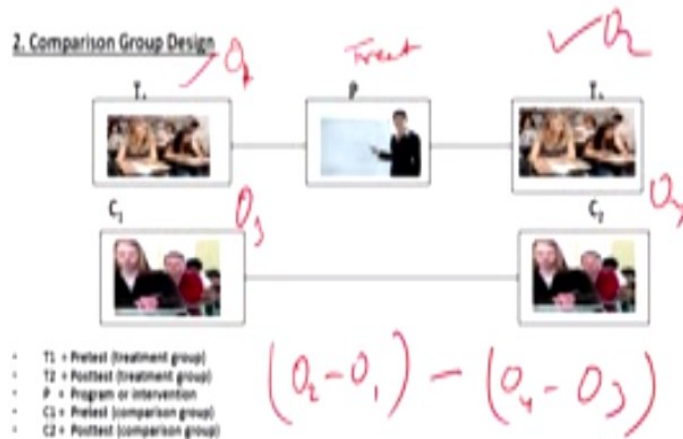 2. Comparison Group Design
Treat
O₂
O₁
T₁
P
T₂
C₁
O₃
C₂
O₄
• T1 = Pretest (treatment group)
• T2 = Posttest (treatment group)
• P = Program or intervention
• C1 = Pretest (comparison group)
• C2 = Posttest (comparison group)
(O₂ - O₁) - (O₄ - O₃)